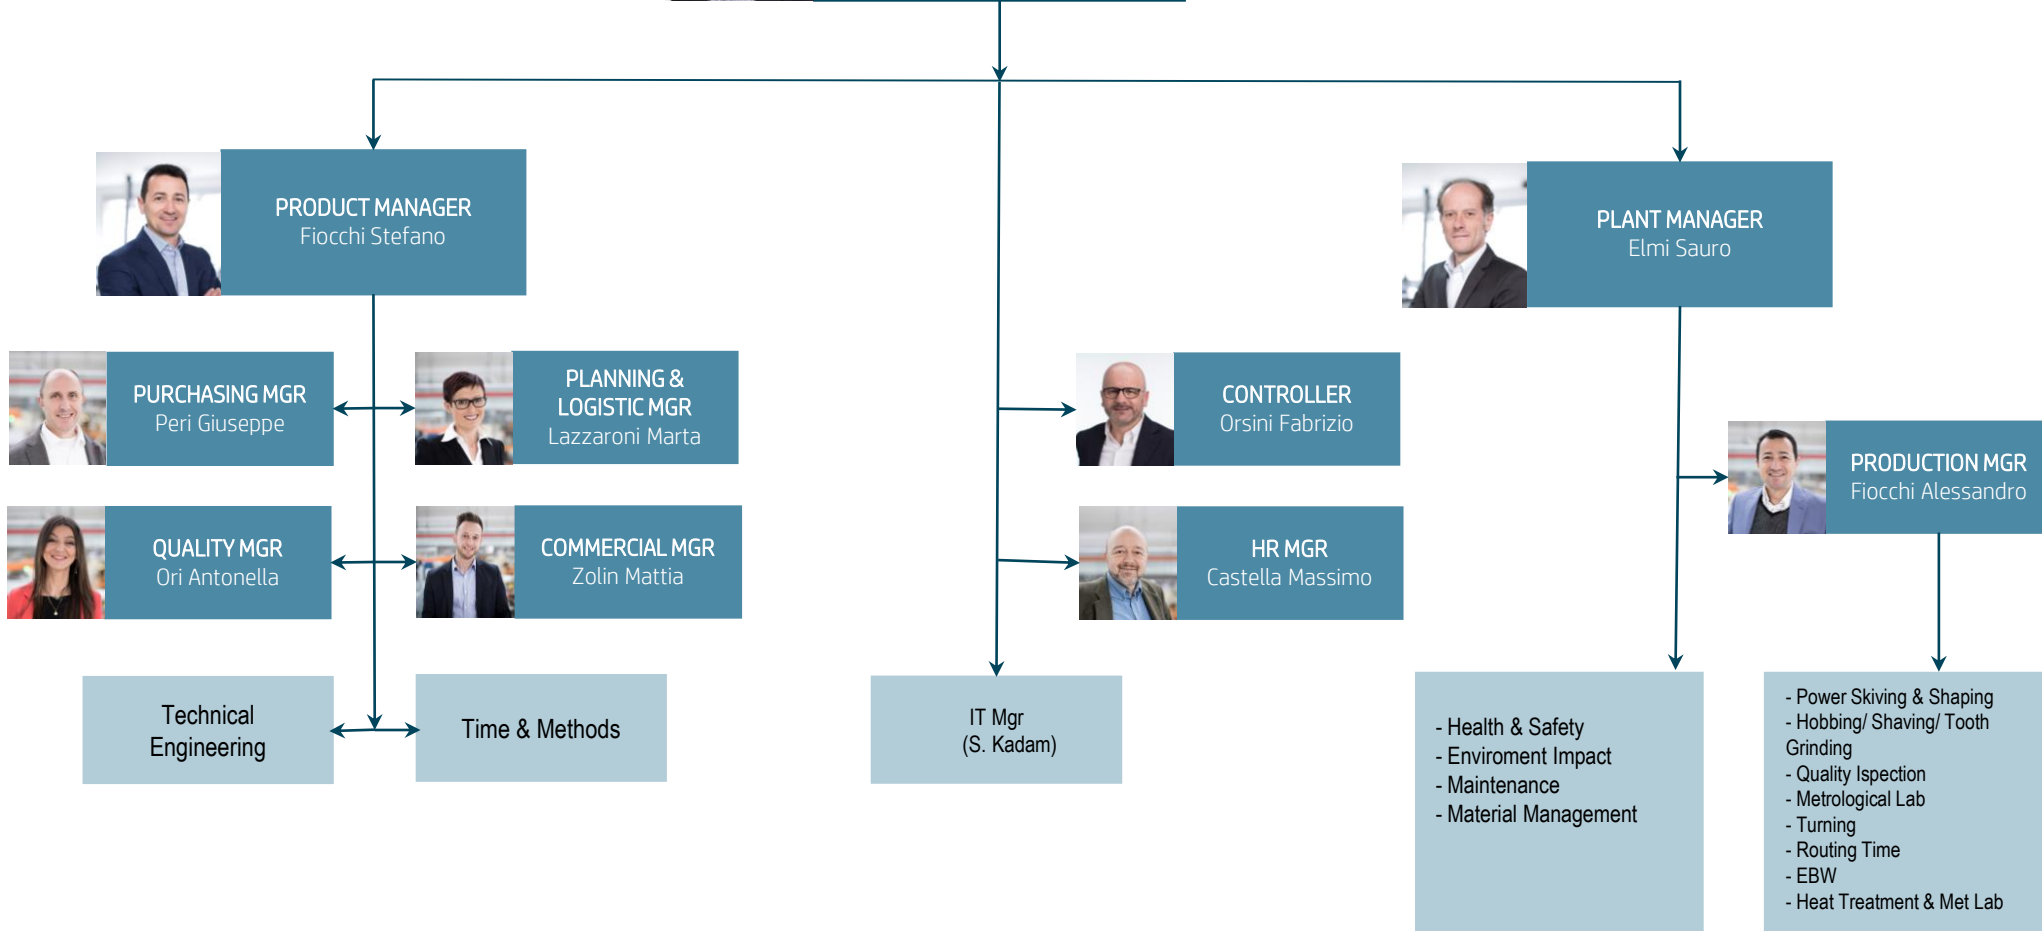 PRODUCT MANAGER
Fiocchi Stefano
PLANT MANAGER
Elmi Sauro
PURCHASING MGR
Peri Giuseppe
PLANNING &
LOGISTIC MGR
Lazzaroni Marta
CONTROLLER
Orsini Fabrizio
PRODUCTION MGR
Fiocchi Alessandro
QUALITY MGR
Ori Antonella
COMMERCIAL MGR
Zolin Mattia
HR MGR
Castella Massimo
Technical
Engineering
Time & Methods
IT Mgr
(S. Kadam)
- Health & Safety
- Enviroment Impact
- Maintenance
- Material Management
- Power Skiving & Shaping
- Hobbing/ Shaving/ Tooth
Grinding
- Quality Ispection
- Metrological Lab
- Turning
- Routing Time
- EBW
- Heat Treatment & Met Lab